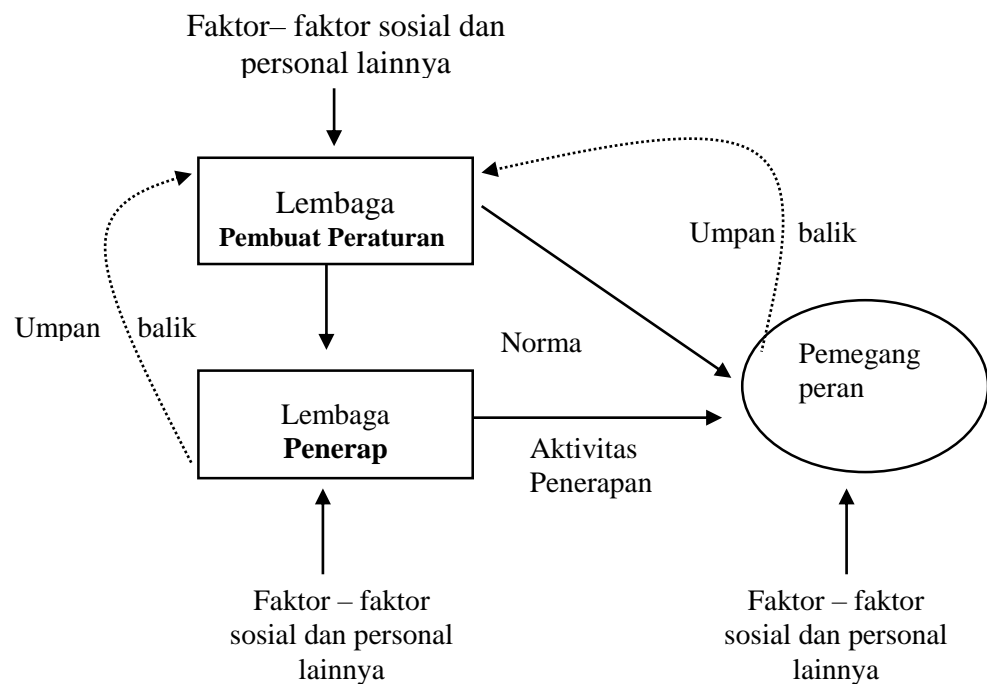 Faktor– faktor sosial dan
personal lainnya
Lembaga
Pembuat Peraturan
Umpan balik
Umpan balik
Norma
Pemegang
peran
Lembaga
Penerap
Aktivitas
Penerapan
Faktor – faktor
sosial dan personal
lainnya
Faktor – faktor
sosial dan personal
lainnya